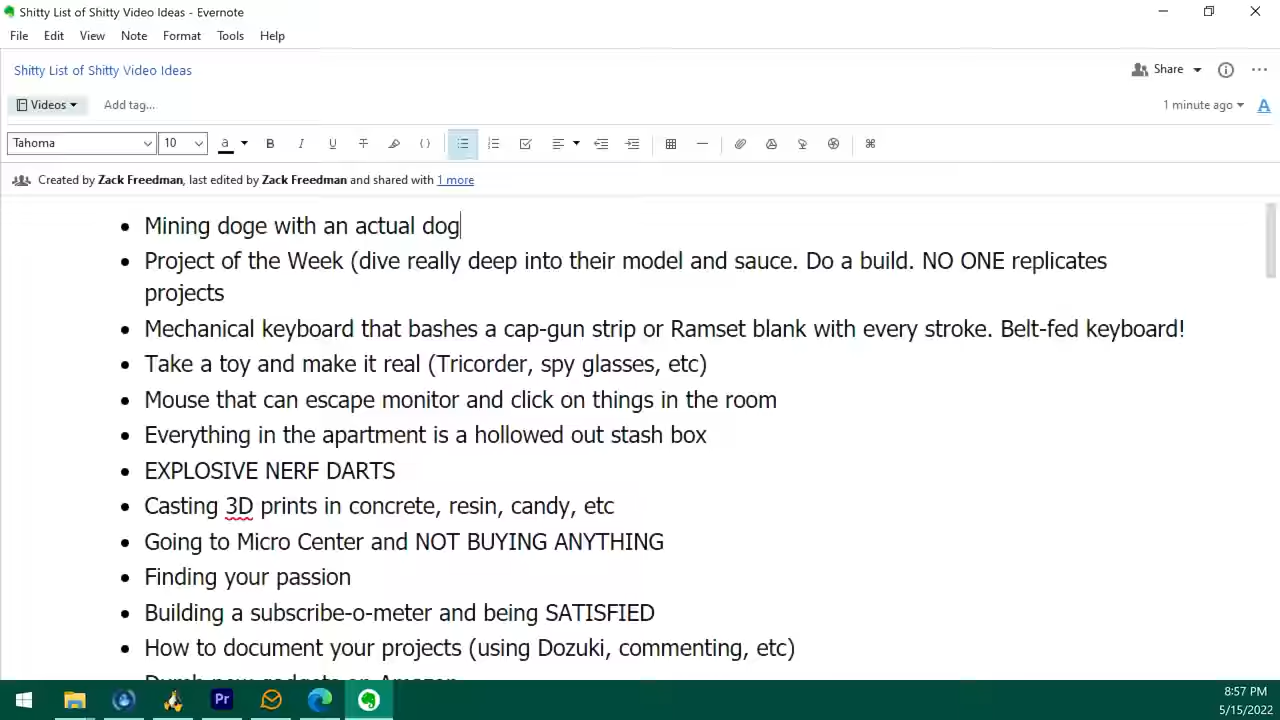 Shitty List of Shitty Video Ideas - Evernote
File Edit View Note Format Tools Help
Shitty List of Shitty Video Ideas
Share
Videos Add tag...
1 minute ago A
Tahoma 10 a B I U T
Created by Zack Freedman, last edited by Zack Freedman and shared with 1 more
• Mining doge with an actual dog
• Project of the Week (dive really deep into their model and sauce. Do a build. NO ONE replicates
projects
• Mechanical keyboard that bashes a cap-gun strip or Ramset blank with every stroke. Belt-fed keyboard!
• Take a toy and make it real (Tricorder, spy glasses, etc)
• Mouse that can escape monitor and click on things in the room
• Everything in the apartment is a hollowed out stash box
• EXPLOSIVE NERF DARTS
• Casting 3D prints in concrete, resin, candy, etc
• Going to Micro Center and NOT BUYING ANYTHING
• Finding your passion
• Building a subscribe-o-meter and being SATISFIED
• How to document your projects (using Dozuki, commenting, etc)
• Dumb new gadgets on Amazon
Pr
8:57 PM
5/15/2022